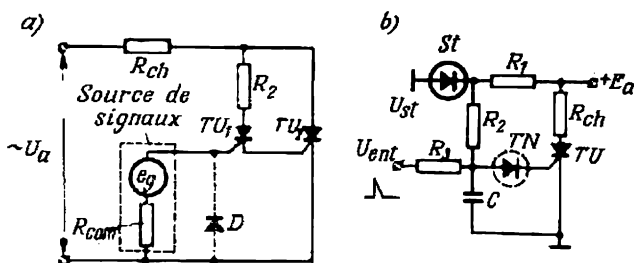 a)
R_ch
R_2
Source de
signaux
TU_1
TU_2
~U_a
e_g
R_com
D
b)
St
R_1
+E_a
U_st
R_2
R_ch
TN
TU
U_ent
C